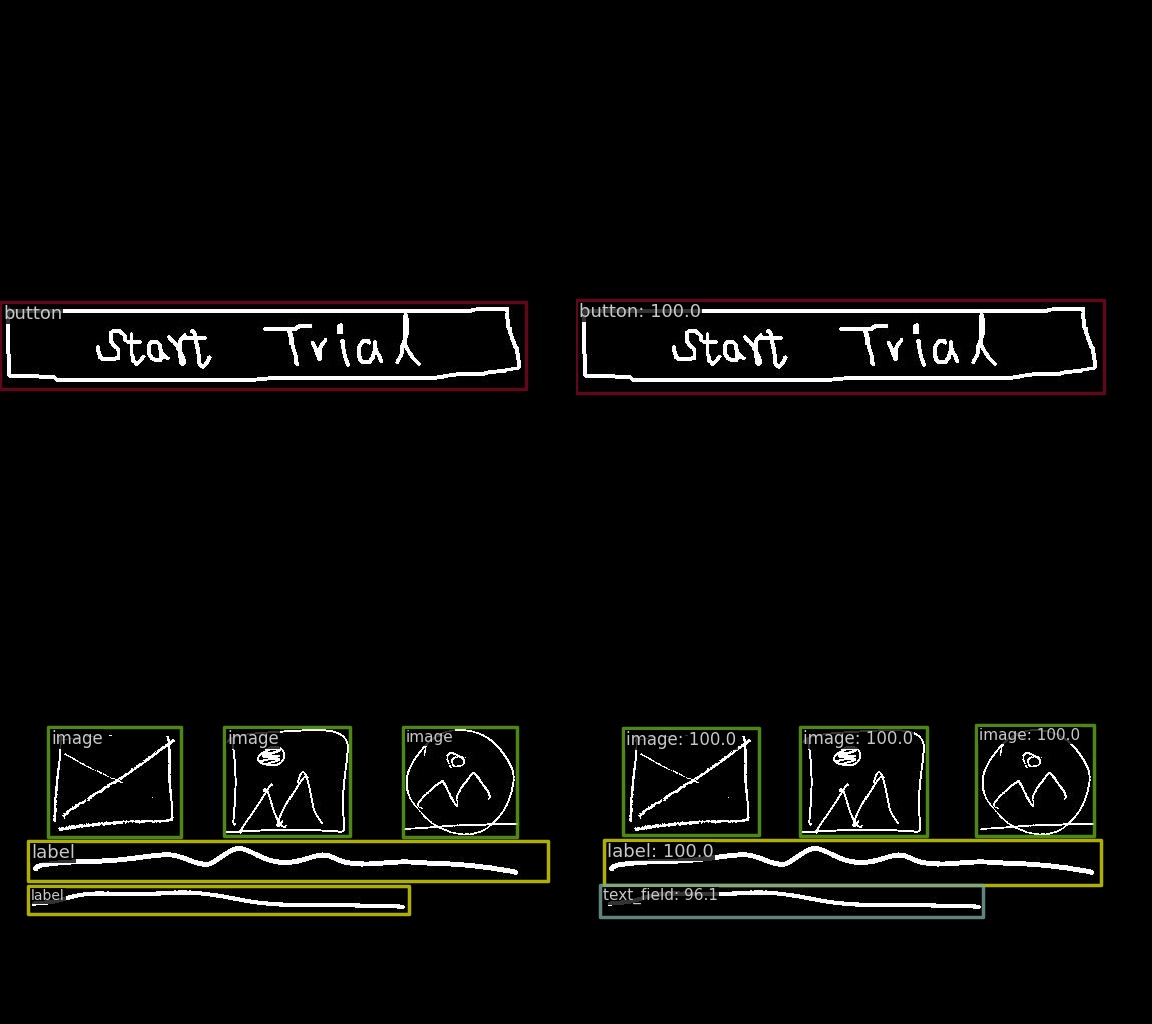 button button: 100.0
Start Trial Start Trial
image image image image: 100.0 image: 100.0 image: 100.0
label label: 100.0
label text_field: 96.1